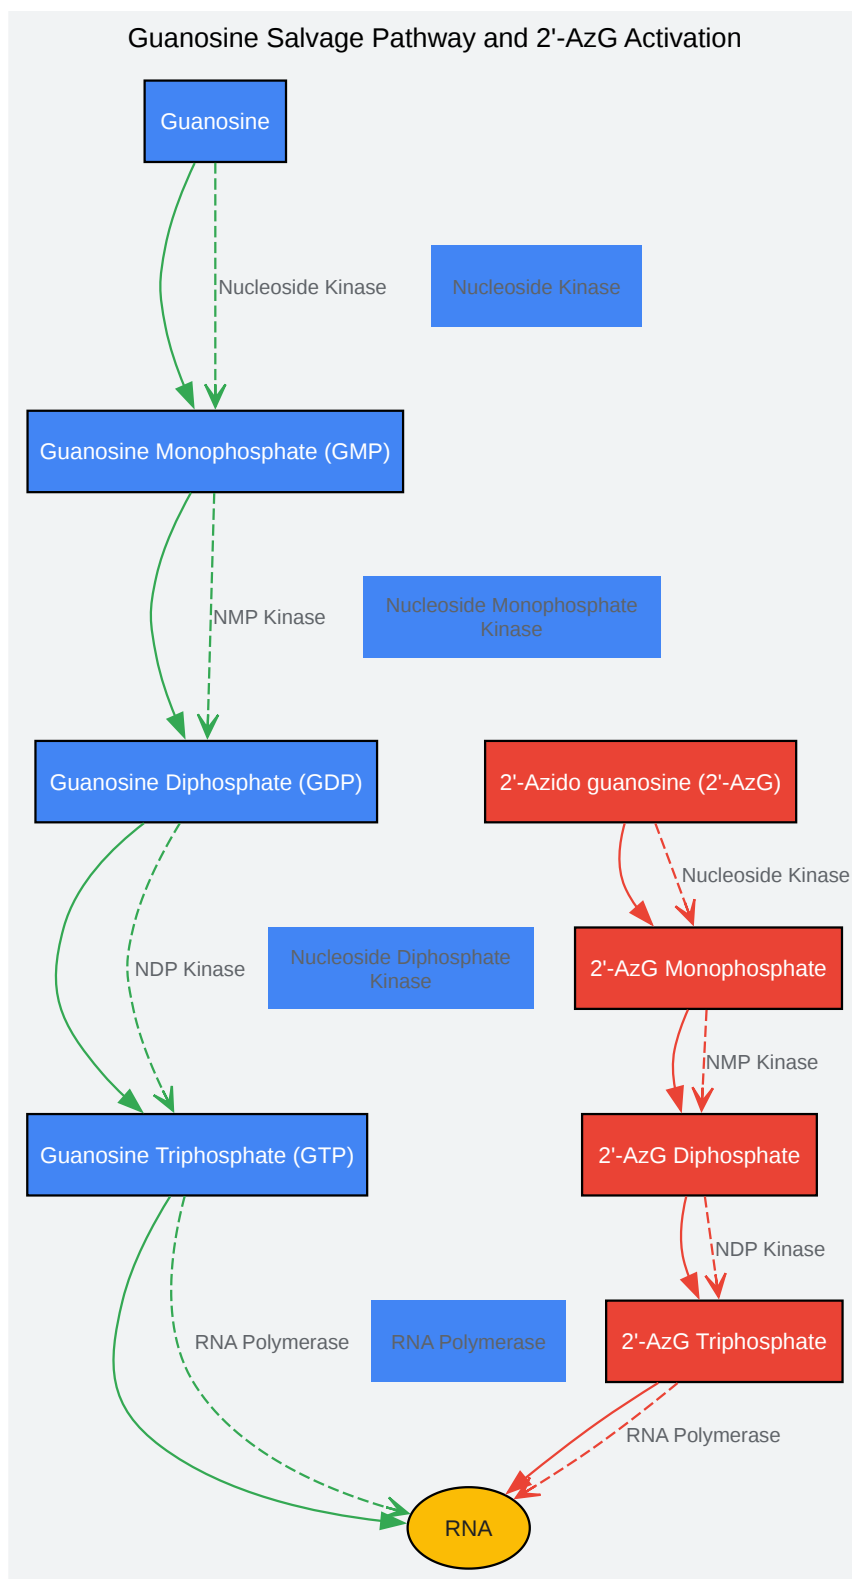 Guanosine Salvage Pathway and 2'-AzG Activation
Guanosine
Nucleoside Kinase
Nucleoside Kinase
Guanosine Monophosphate (GMP)
NMP Kinase
Nucleoside Monophosphate
Kinase
Guanosine Diphosphate (GDP)
2'-Azido guanosine (2'-AzG)
Nucleoside Kinase
NDP Kinase
Nucleoside Diphosphate
Kinase
2'-AzG Monophosphate
NMP Kinase
Guanosine Triphosphate (GTP)
2'-AzG Diphosphate
NDP Kinase
RNA Polymerase
RNA Polymerase
2'-AzG Triphosphate
RNA Polymerase
RNA